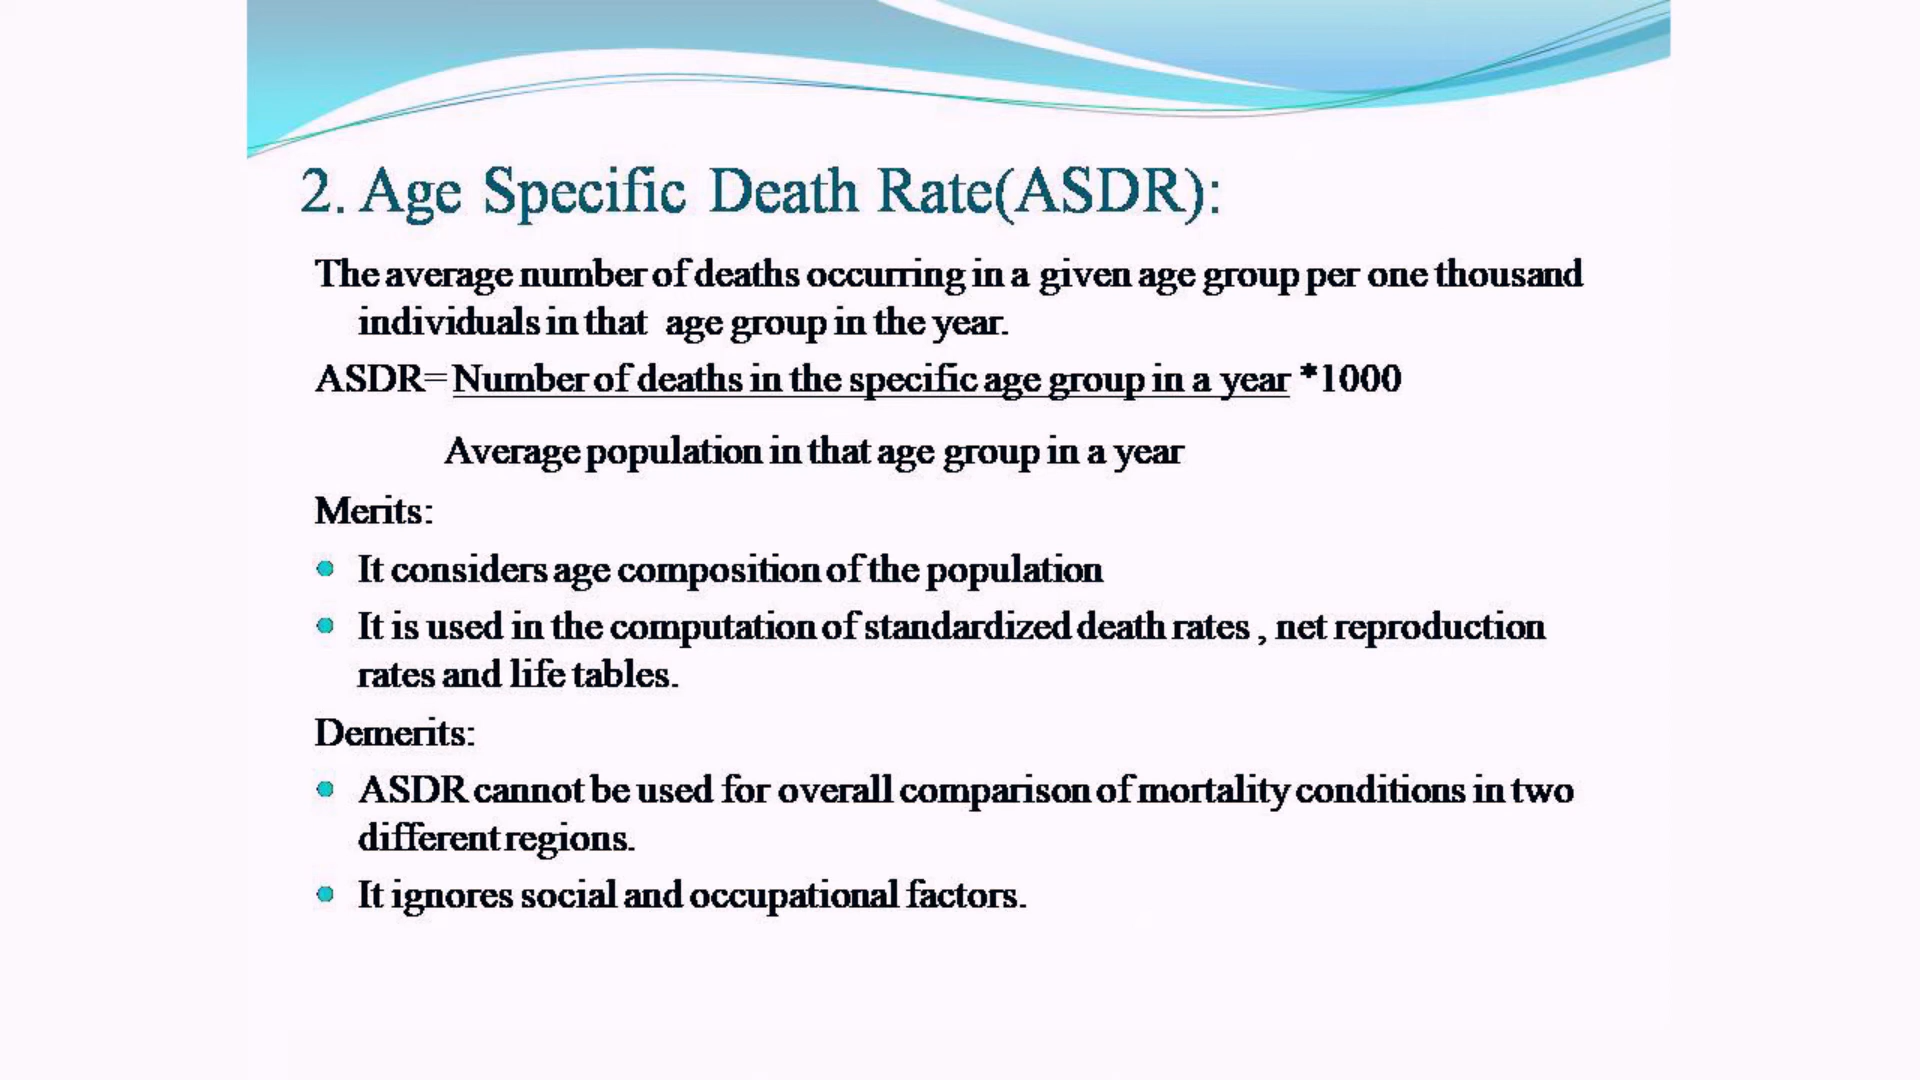 2. Age Specific Death Rate(ASDR):
The average number of deaths occurring in a given age group per one thousand
individuals in that age group in the year.
ASDR=Number of deaths in the specific age group in a year *1000
Average population in that age group in a year
Merits:
It considers age composition of the population
It is used in the computation of standardized death rates , net reproduction
rates and life tables.
Demerits:
ASDR cannot be used for overall comparison of mortality conditions in two
different regions.
It ignores social and occupational factors.